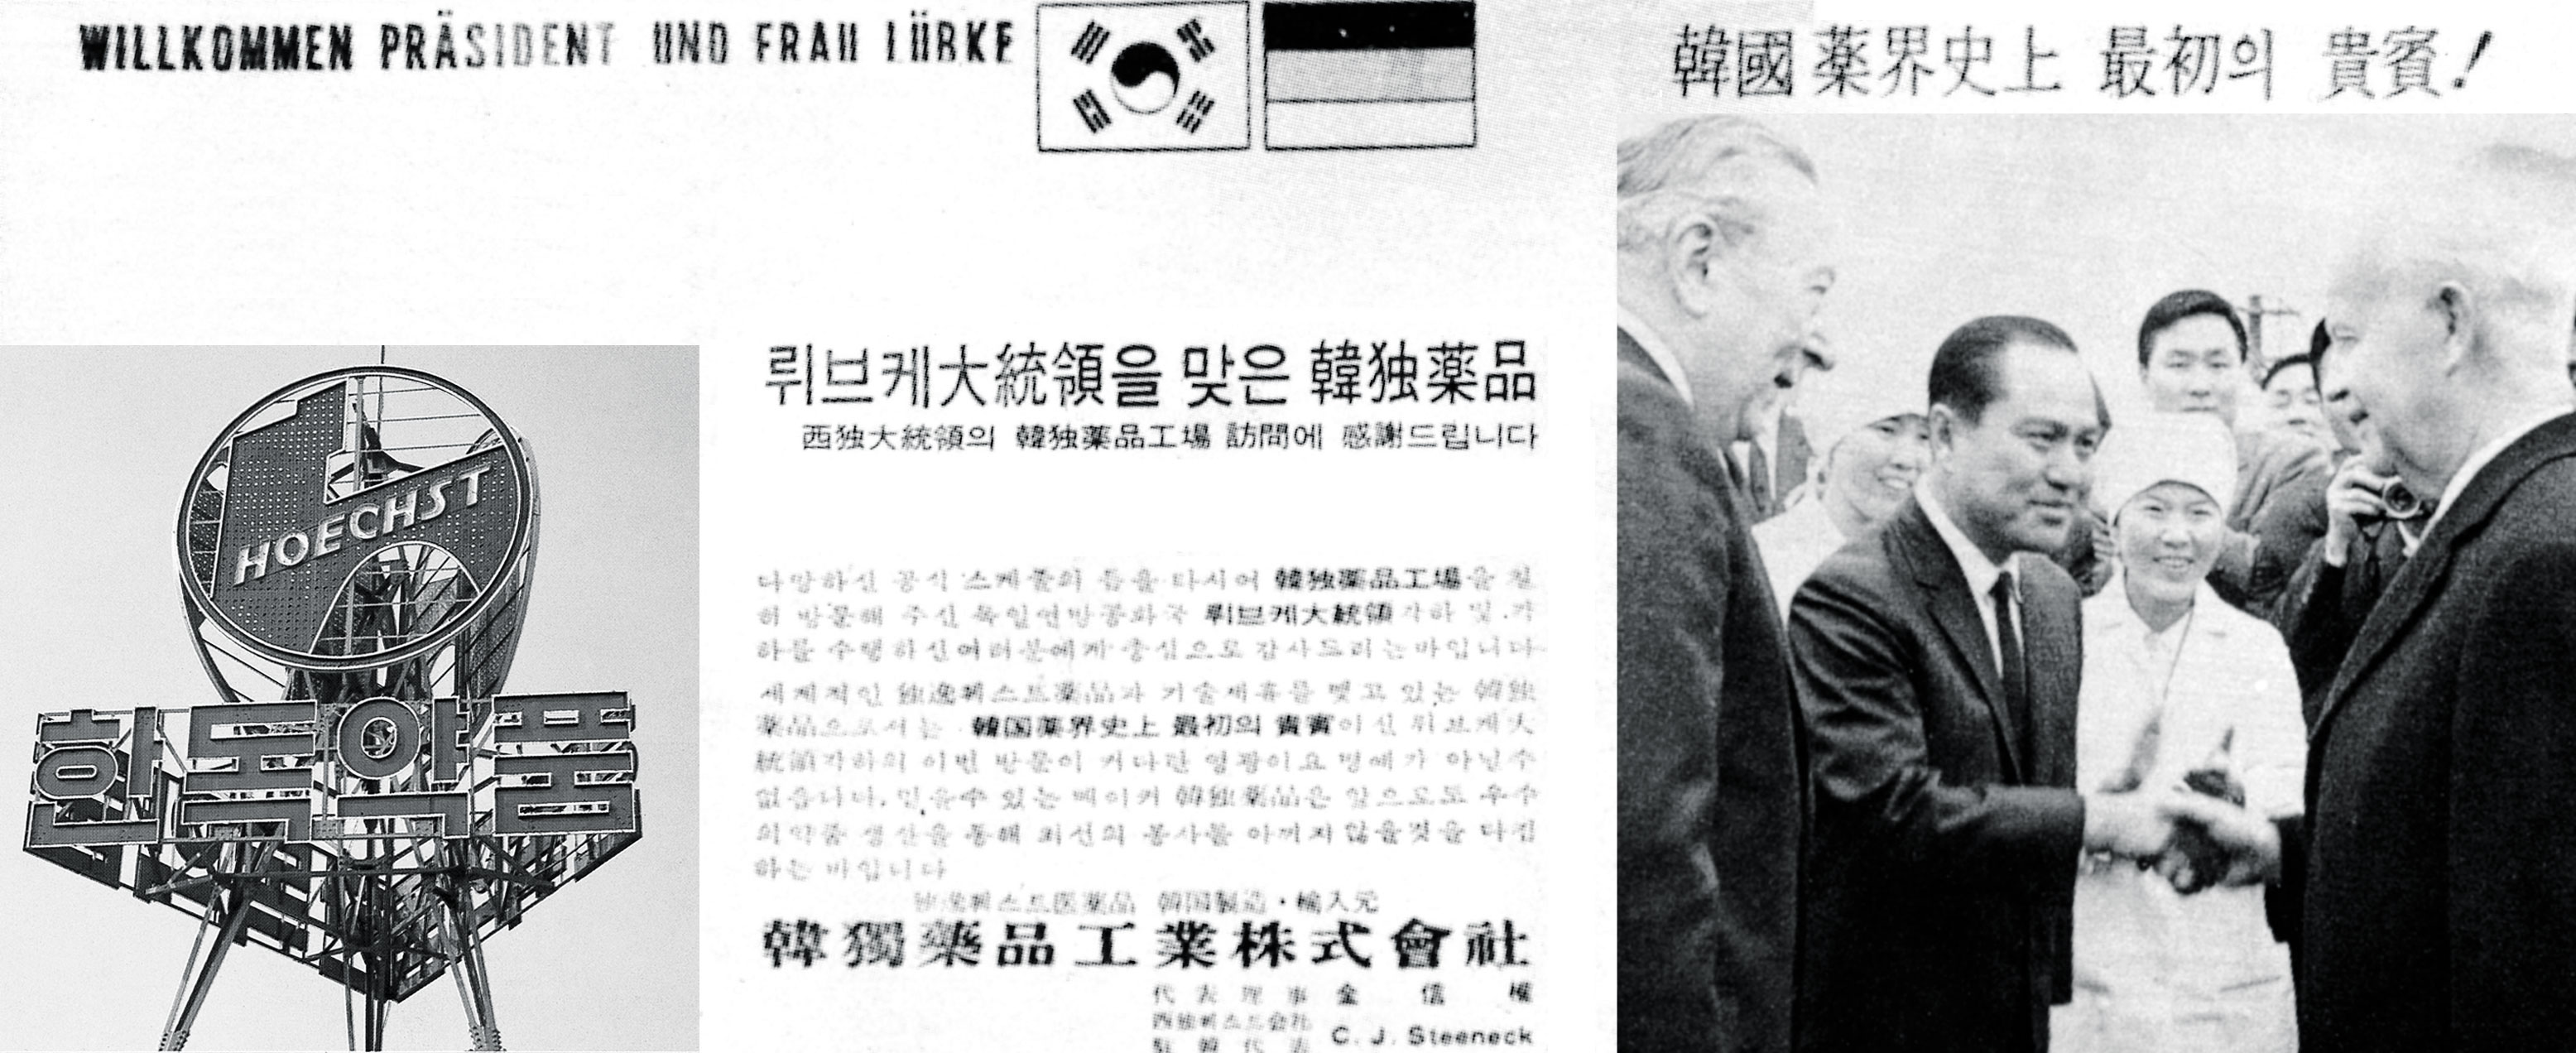 WILLKOMMEN PRÄSIDENT UND FRAU LÜBKE
韓國 薬界史上 最初의 貴賓!
HOECHST
한독약품
뤼브케大統領을 맞은 韓独薬品
西独大統領의 韓独薬品工場 訪問에 感謝드립니다
다망하신 공식 스케줄의 틈을 타시어 韓独薬品工場을 친
히 방문해 주신 독일연방공화국 뤼브케大統領각하 및 각
하를 수행하신여러분에게 충심으로 감사드리는바입니다
세계적인 独逸훽스트薬品과 기술제휴를 맺고 있는 韓独
薬品으로서는 韓国薬界史上 最初의 貴賓이신 뤼브케大
統領각하의 이번 방문이 커다란 영광이요 명예가 아닐수
없습니다. 믿을수 있는 메이커 韓独薬品은 앞으로도 우수
의약품 생산을 통해 최선의 봉사를 아끼지 않을것을 다짐
하는 바입니다
独逸훽스트医薬品 韓国製造・輸入元
韓獨藥品工業株式會社
代表理事 金信權
西独훽스트会社
C. J. Steeneck